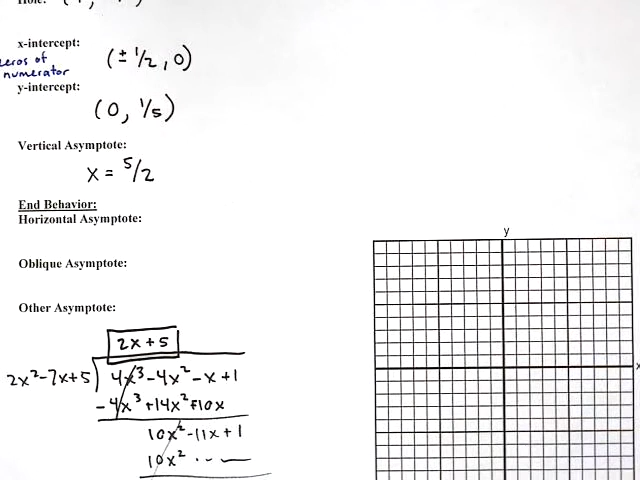 Hole:
x-intercept:
zeros of
numerator
(± 1/2, 0)
y-intercept:
(0, 1/5)
Vertical Asymptote:
x = 5/2
End Behavior:
Horizontal Asymptote:
Oblique Asymptote:
Other Asymptote:
2x + 5
2x²-7x+5) 4x³-4x²-x+1
-4x³+14x²+10x
10x²-11x+1
10x² - - —
y
x